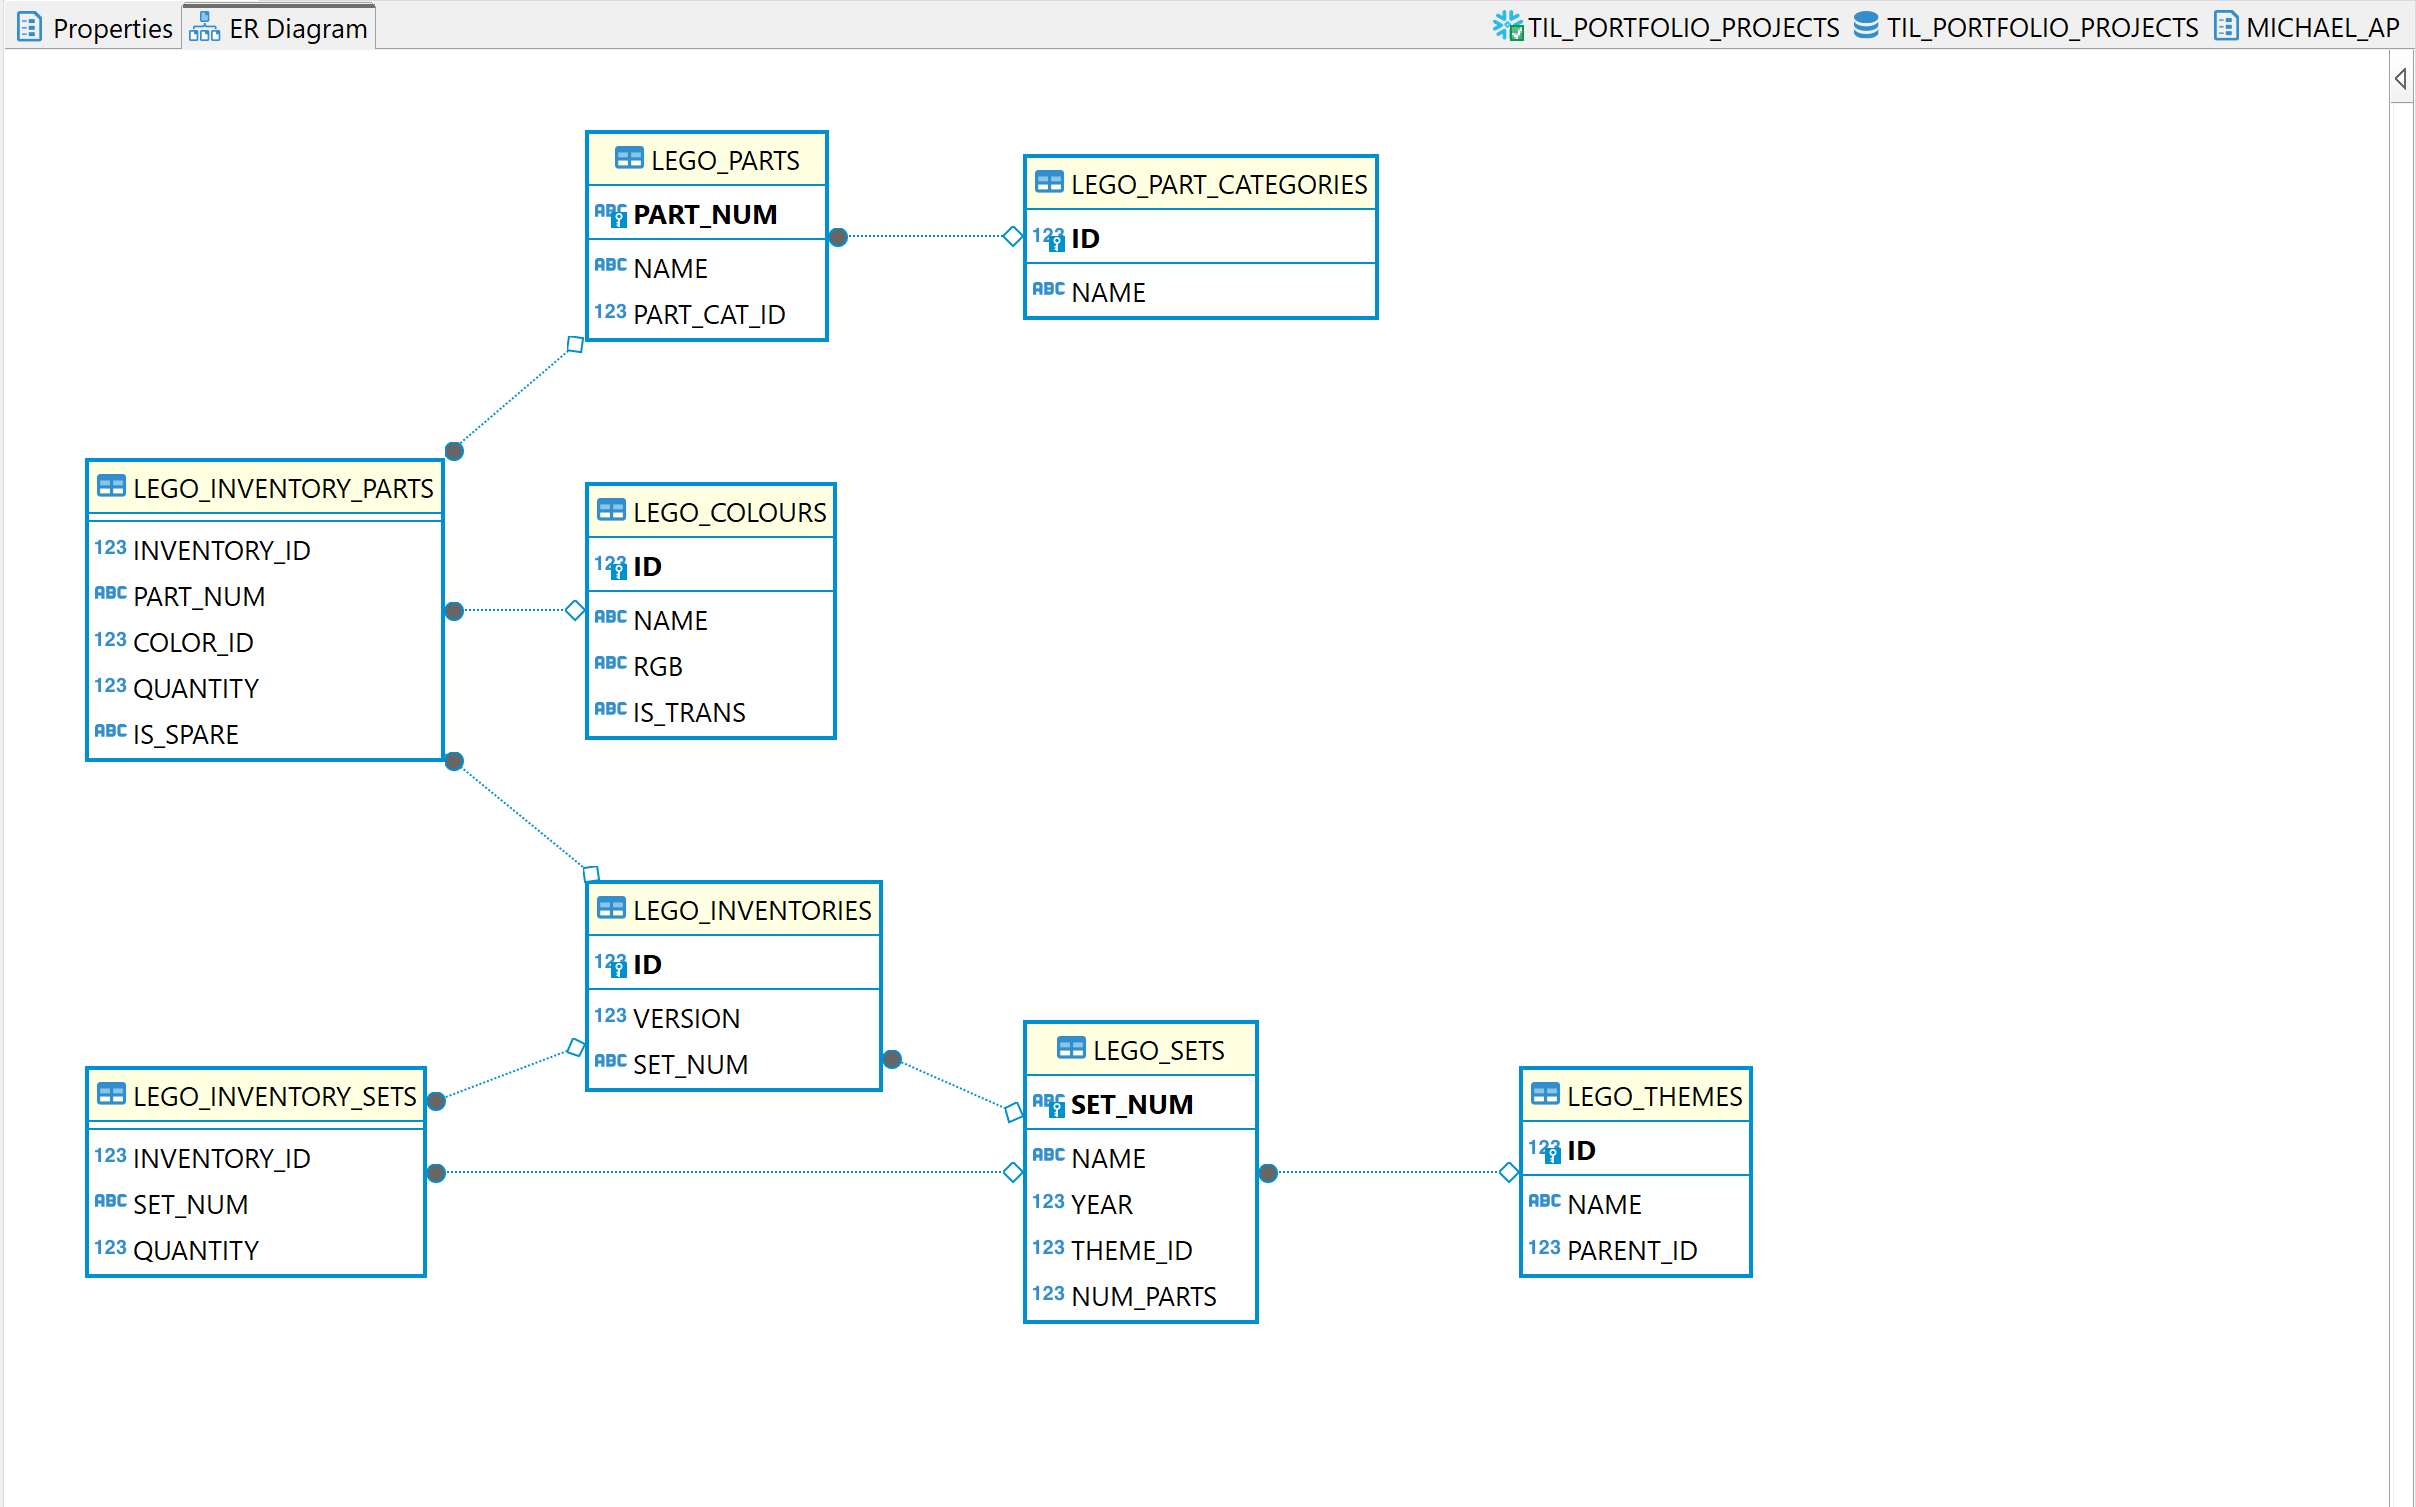 Properties
ER Diagram
TIL_PORTFOLIO_PROJECTS
TIL_PORTFOLIO_PROJECTS
MICHAEL_AP
LEGO_PARTS
ABC PART_NUM
ABC NAME
123 PART_CAT_ID
LEGO_PART_CATEGORIES
123 ID
ABC NAME
LEGO_INVENTORY_PARTS
123 INVENTORY_ID
ABC PART_NUM
123 COLOR_ID
123 QUANTITY
ABC IS_SPARE
LEGO_COLOURS
123 ID
ABC NAME
ABC RGB
ABC IS_TRANS
LEGO_INVENTORIES
123 ID
123 VERSION
ABC SET_NUM
LEGO_INVENTORY_SETS
123 INVENTORY_ID
ABC SET_NUM
123 QUANTITY
LEGO_SETS
ABC SET_NUM
ABC NAME
123 YEAR
123 THEME_ID
123 NUM_PARTS
LEGO_THEMES
123 ID
ABC NAME
123 PARENT_ID